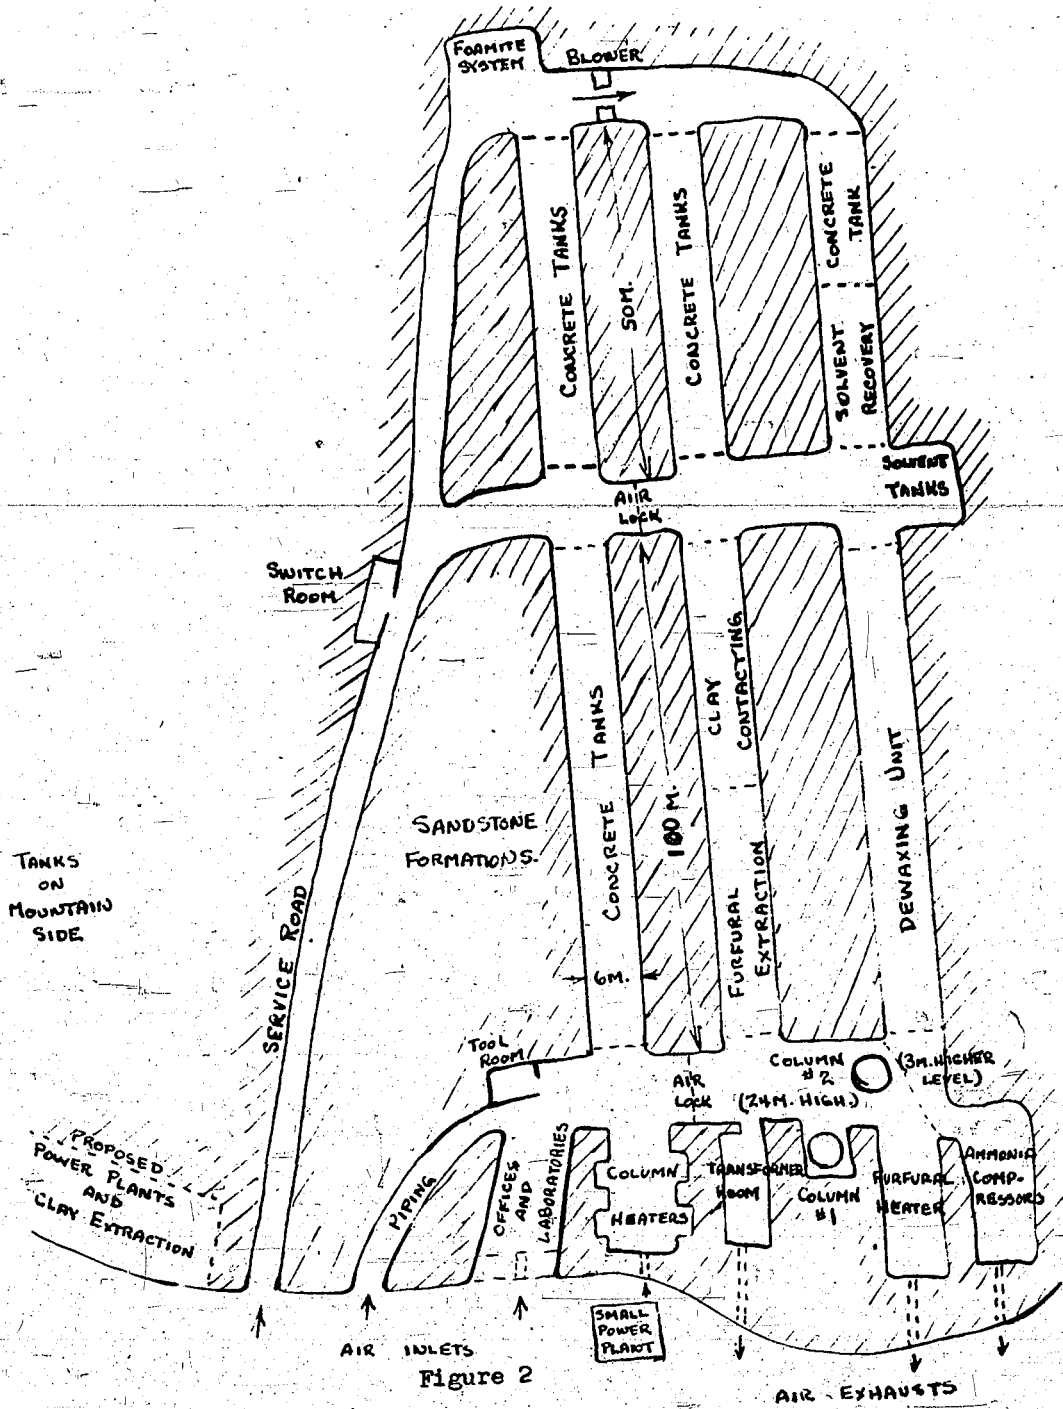 FOAMITE
SYSTEM
BLOWER
CONCRETE TANKS
50M.
CONCRETE TANKS
CONCRETE
TANK
SOLVENT
RECOVERY
SOLVENT
TANKS
AIR
LOCK
SWITCH
ROOM
CONCRETE TANKS
100 M.
CLAY
CONTACTING
FURFURAL
EXTRACTION
DEWAXING UNIT
SANDSTONE
FORMATIONS.
TANKS
ON
MOUNTAIN
SIDE
SERVICE ROAD
6M.
TOOL
ROOM
AIR
LOCK
COLUMN
#2
(24M. HIGH.)
(3M. HIGHER
LEVEL)
PROPOSED
POWER PLANTS
AND
CLAY EXTRACTION
PIPING
OFFICES
AND
LABORATORIES
COLUMN
HEATERS
TRANSFORMER
ROOM
COLUMN
#1
FURFURAL
HEATER
AMMONIA
COMP-
RESSORS
AIR INLETS
SMALL
POWER
PLANT
AIR EXHAUSTS
Figure 2